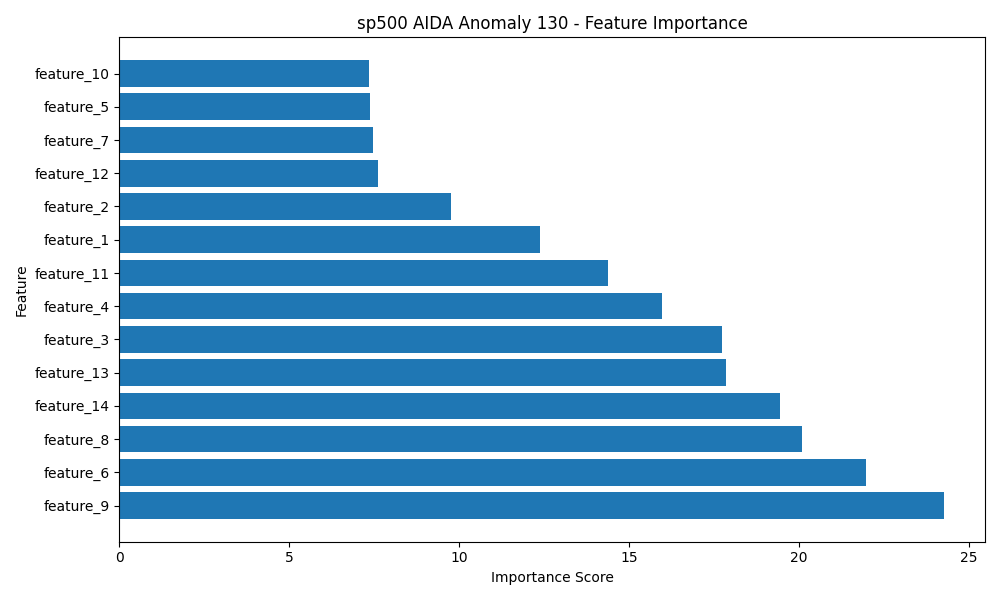 sp500 AIDA Anomaly 130 - Feature Importance
Feature
feature_10
feature_5
feature_7
feature_12
feature_2
feature_1
feature_11
feature_4
feature_3
feature_13
feature_14
feature_8
feature_6
feature_9
0 5 10 15 20 25
Importance Score